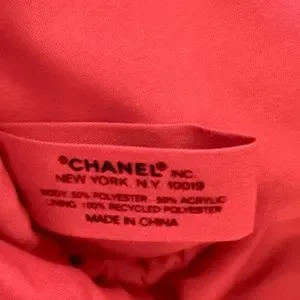 ®CHANEL® INC.
NEW YORK, N.Y. 10019
BODY: 50% POLYESTER - 50% ACRYLIC
LINING: 100% RECYCLED POLYESTER
MADE IN CHINA